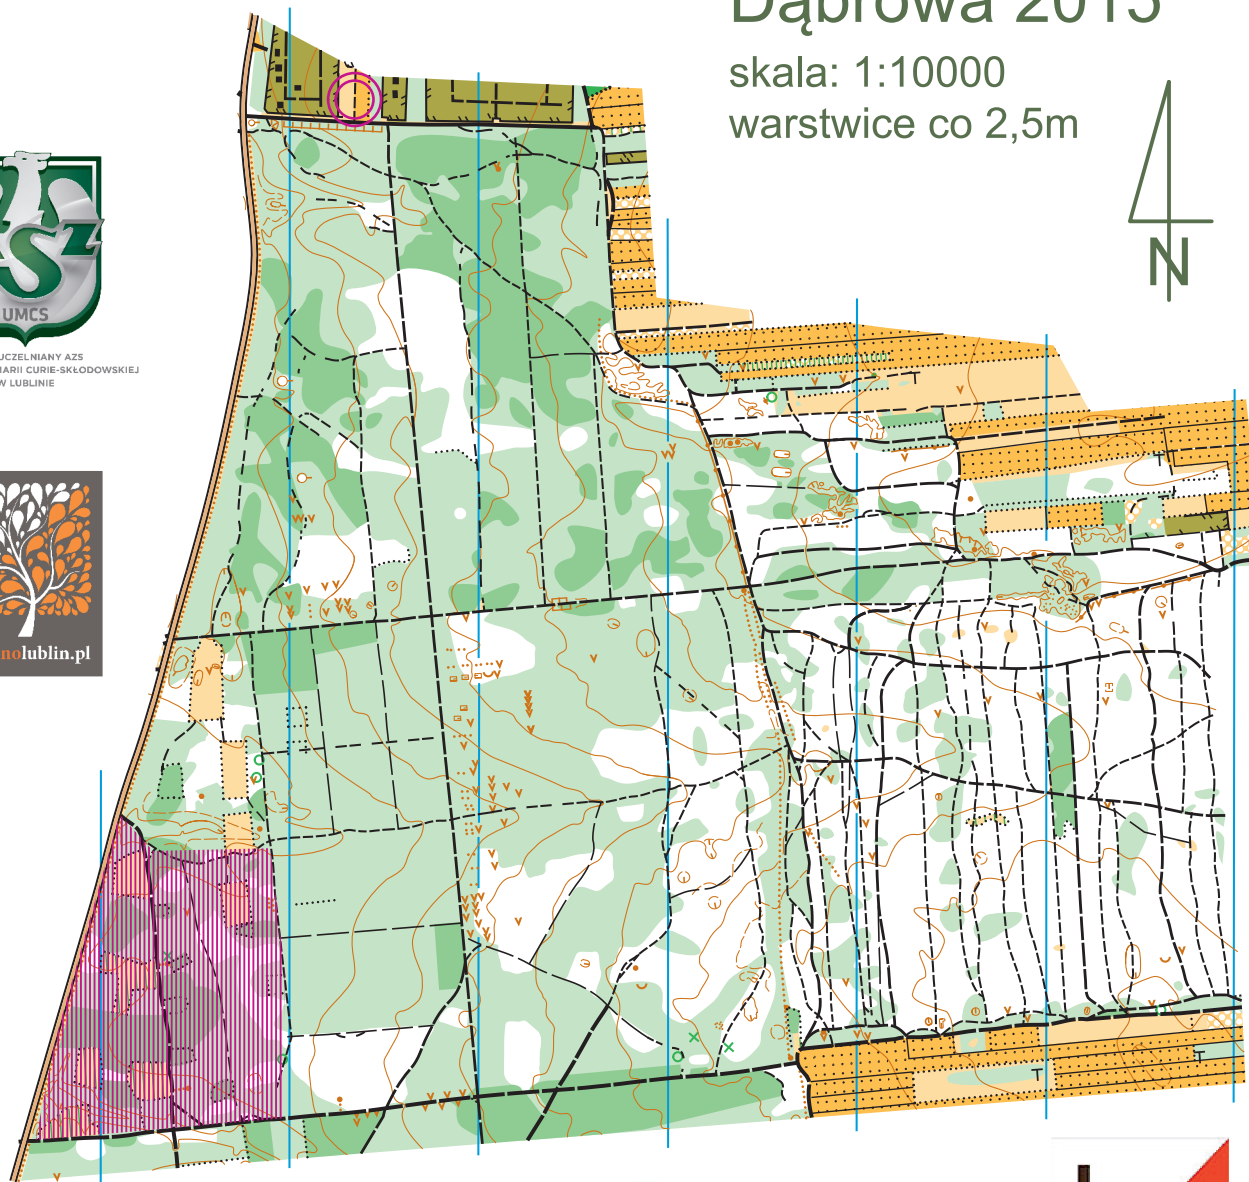 Dąbrowa 2015
skala: 1:10000
warstwice co 2,5m
N
UMCS
UCZELNIANY AZS
MARII CURIE-SKŁODOWSKIEJ
W LUBLINIE
nolublin.pl